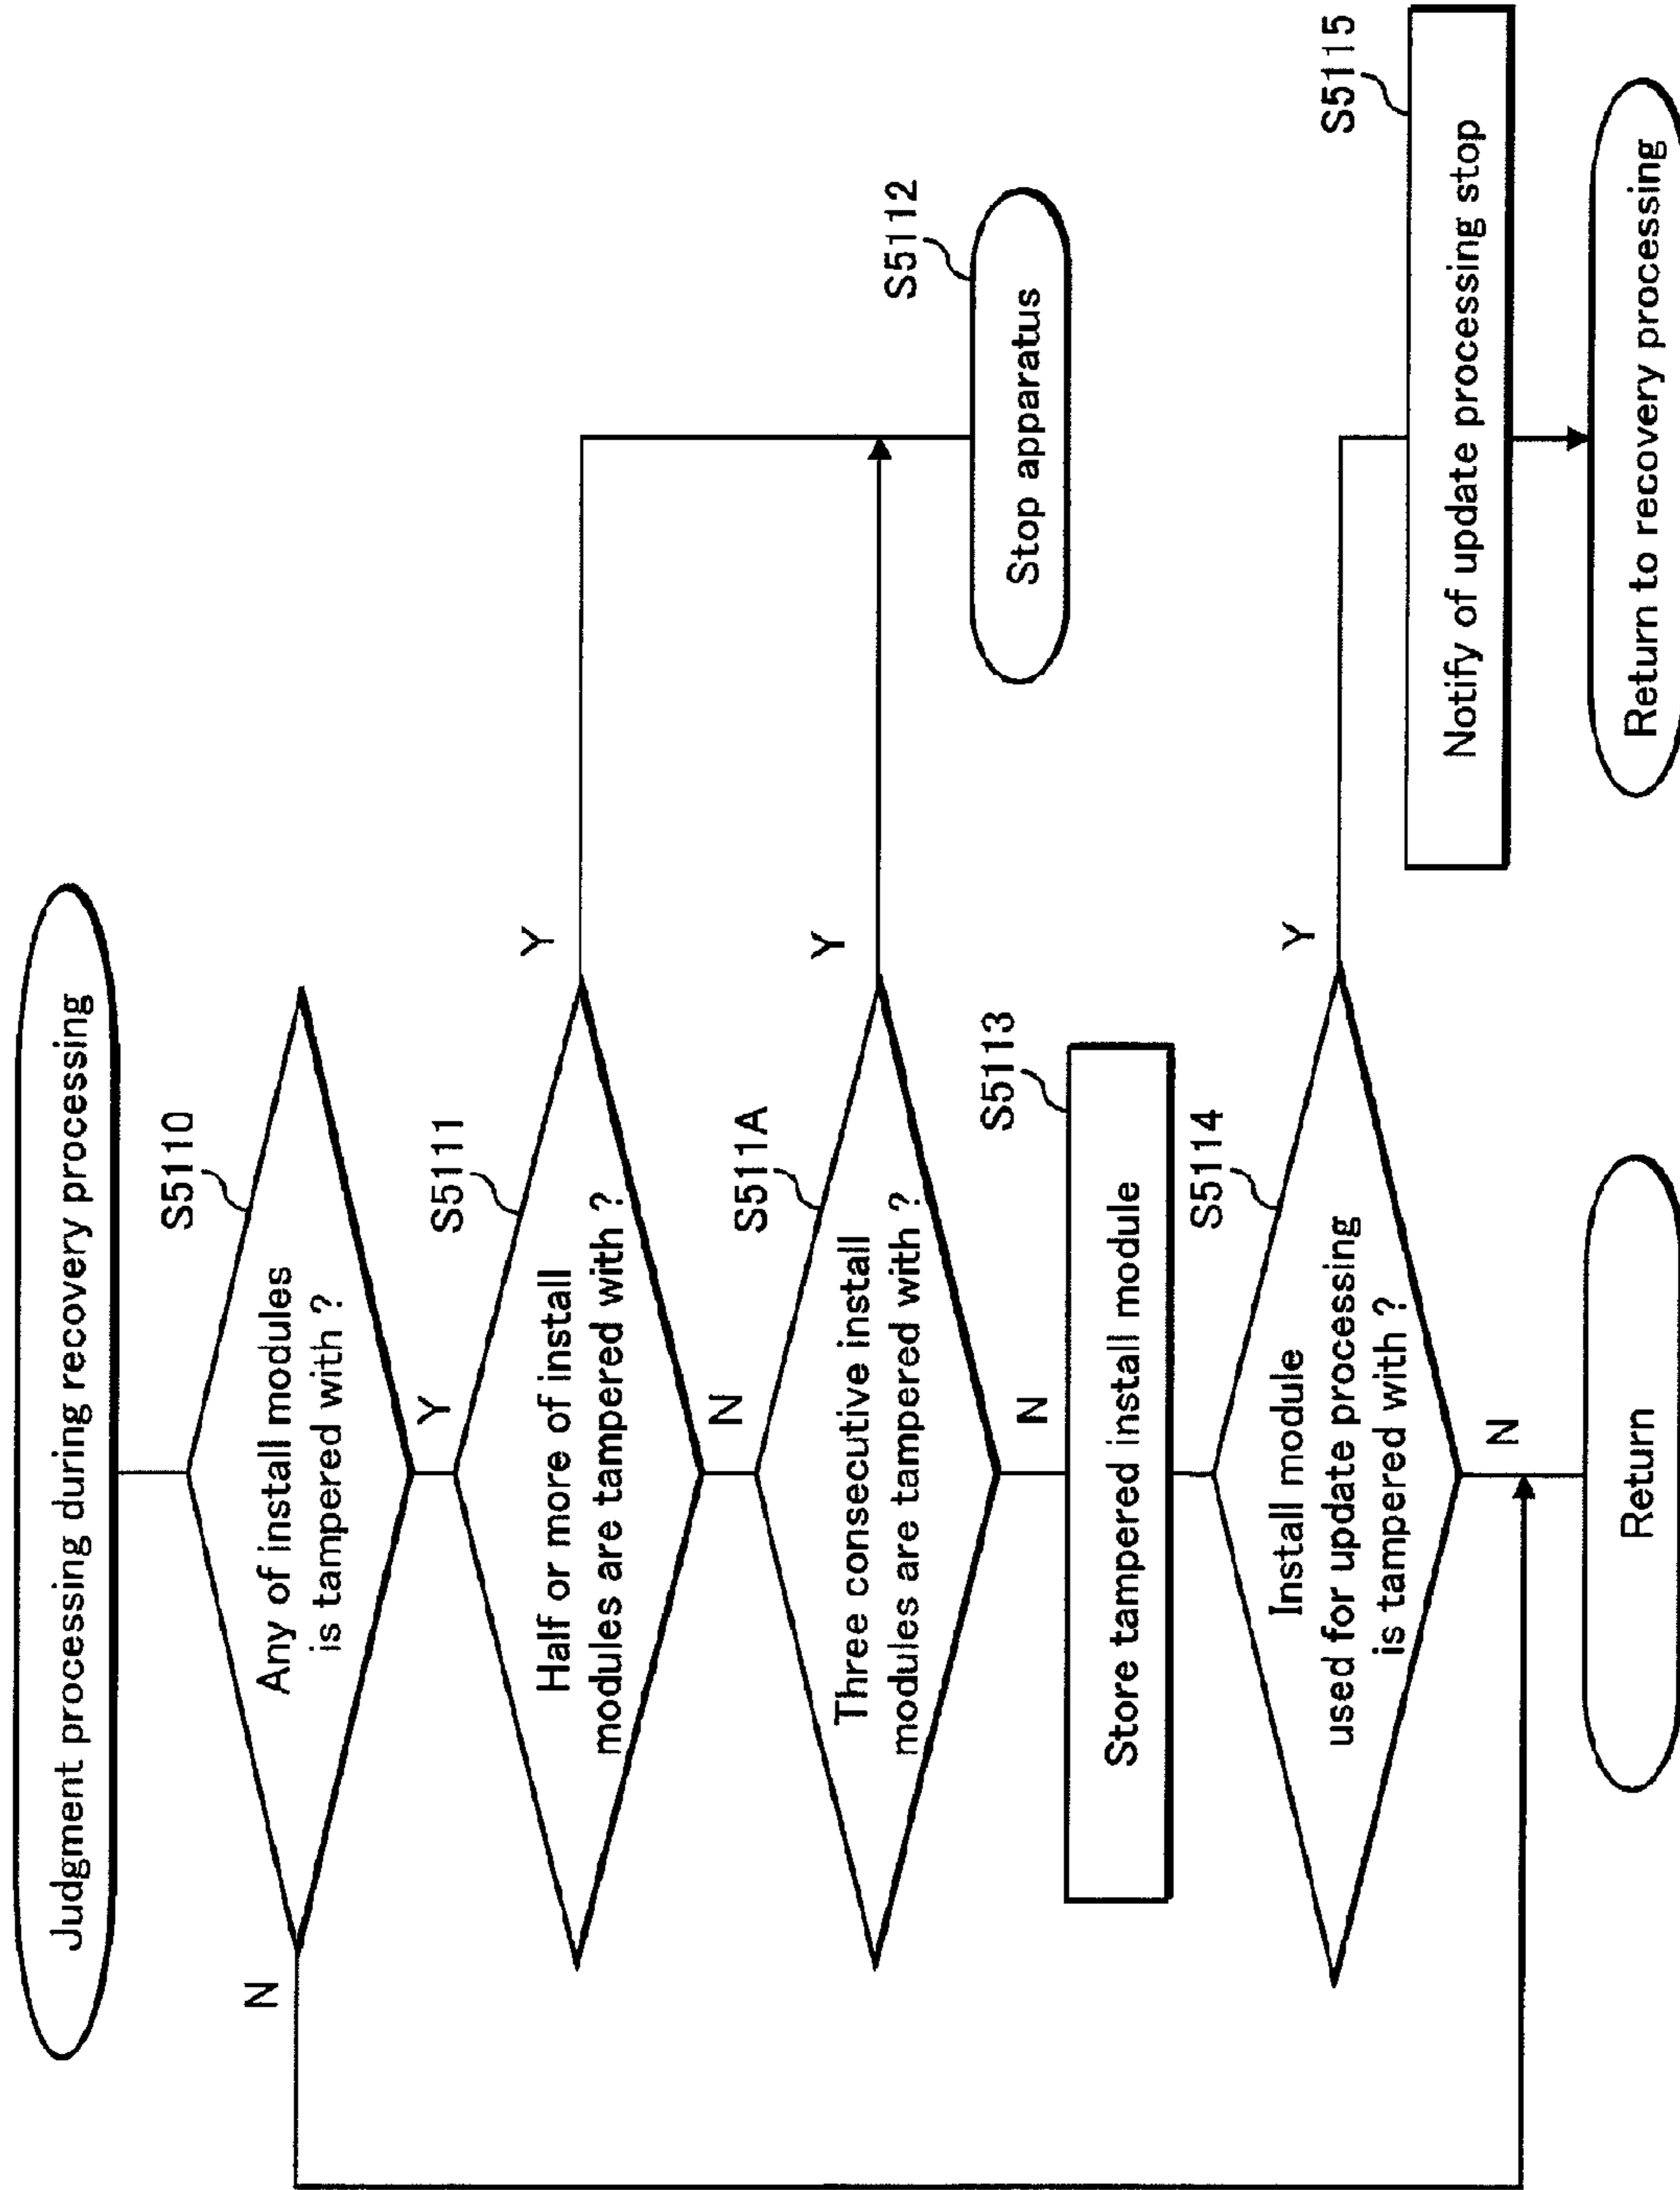 Judgment processing during recovery processing
S5110
Any of install modules
is tampered with ?
N
Y
S5111
Half or more of install
modules are tampered with ?
Y
N
S511A
Three consecutive install
modules are tampered with ?
Y
N
S5112
Stop apparatus
S5113
Store tampered install module
S5114
Install module
used for update processing
is tampered with ?
Y
N
S5115
Notify of update processing stop
Return
Return to recovery processing